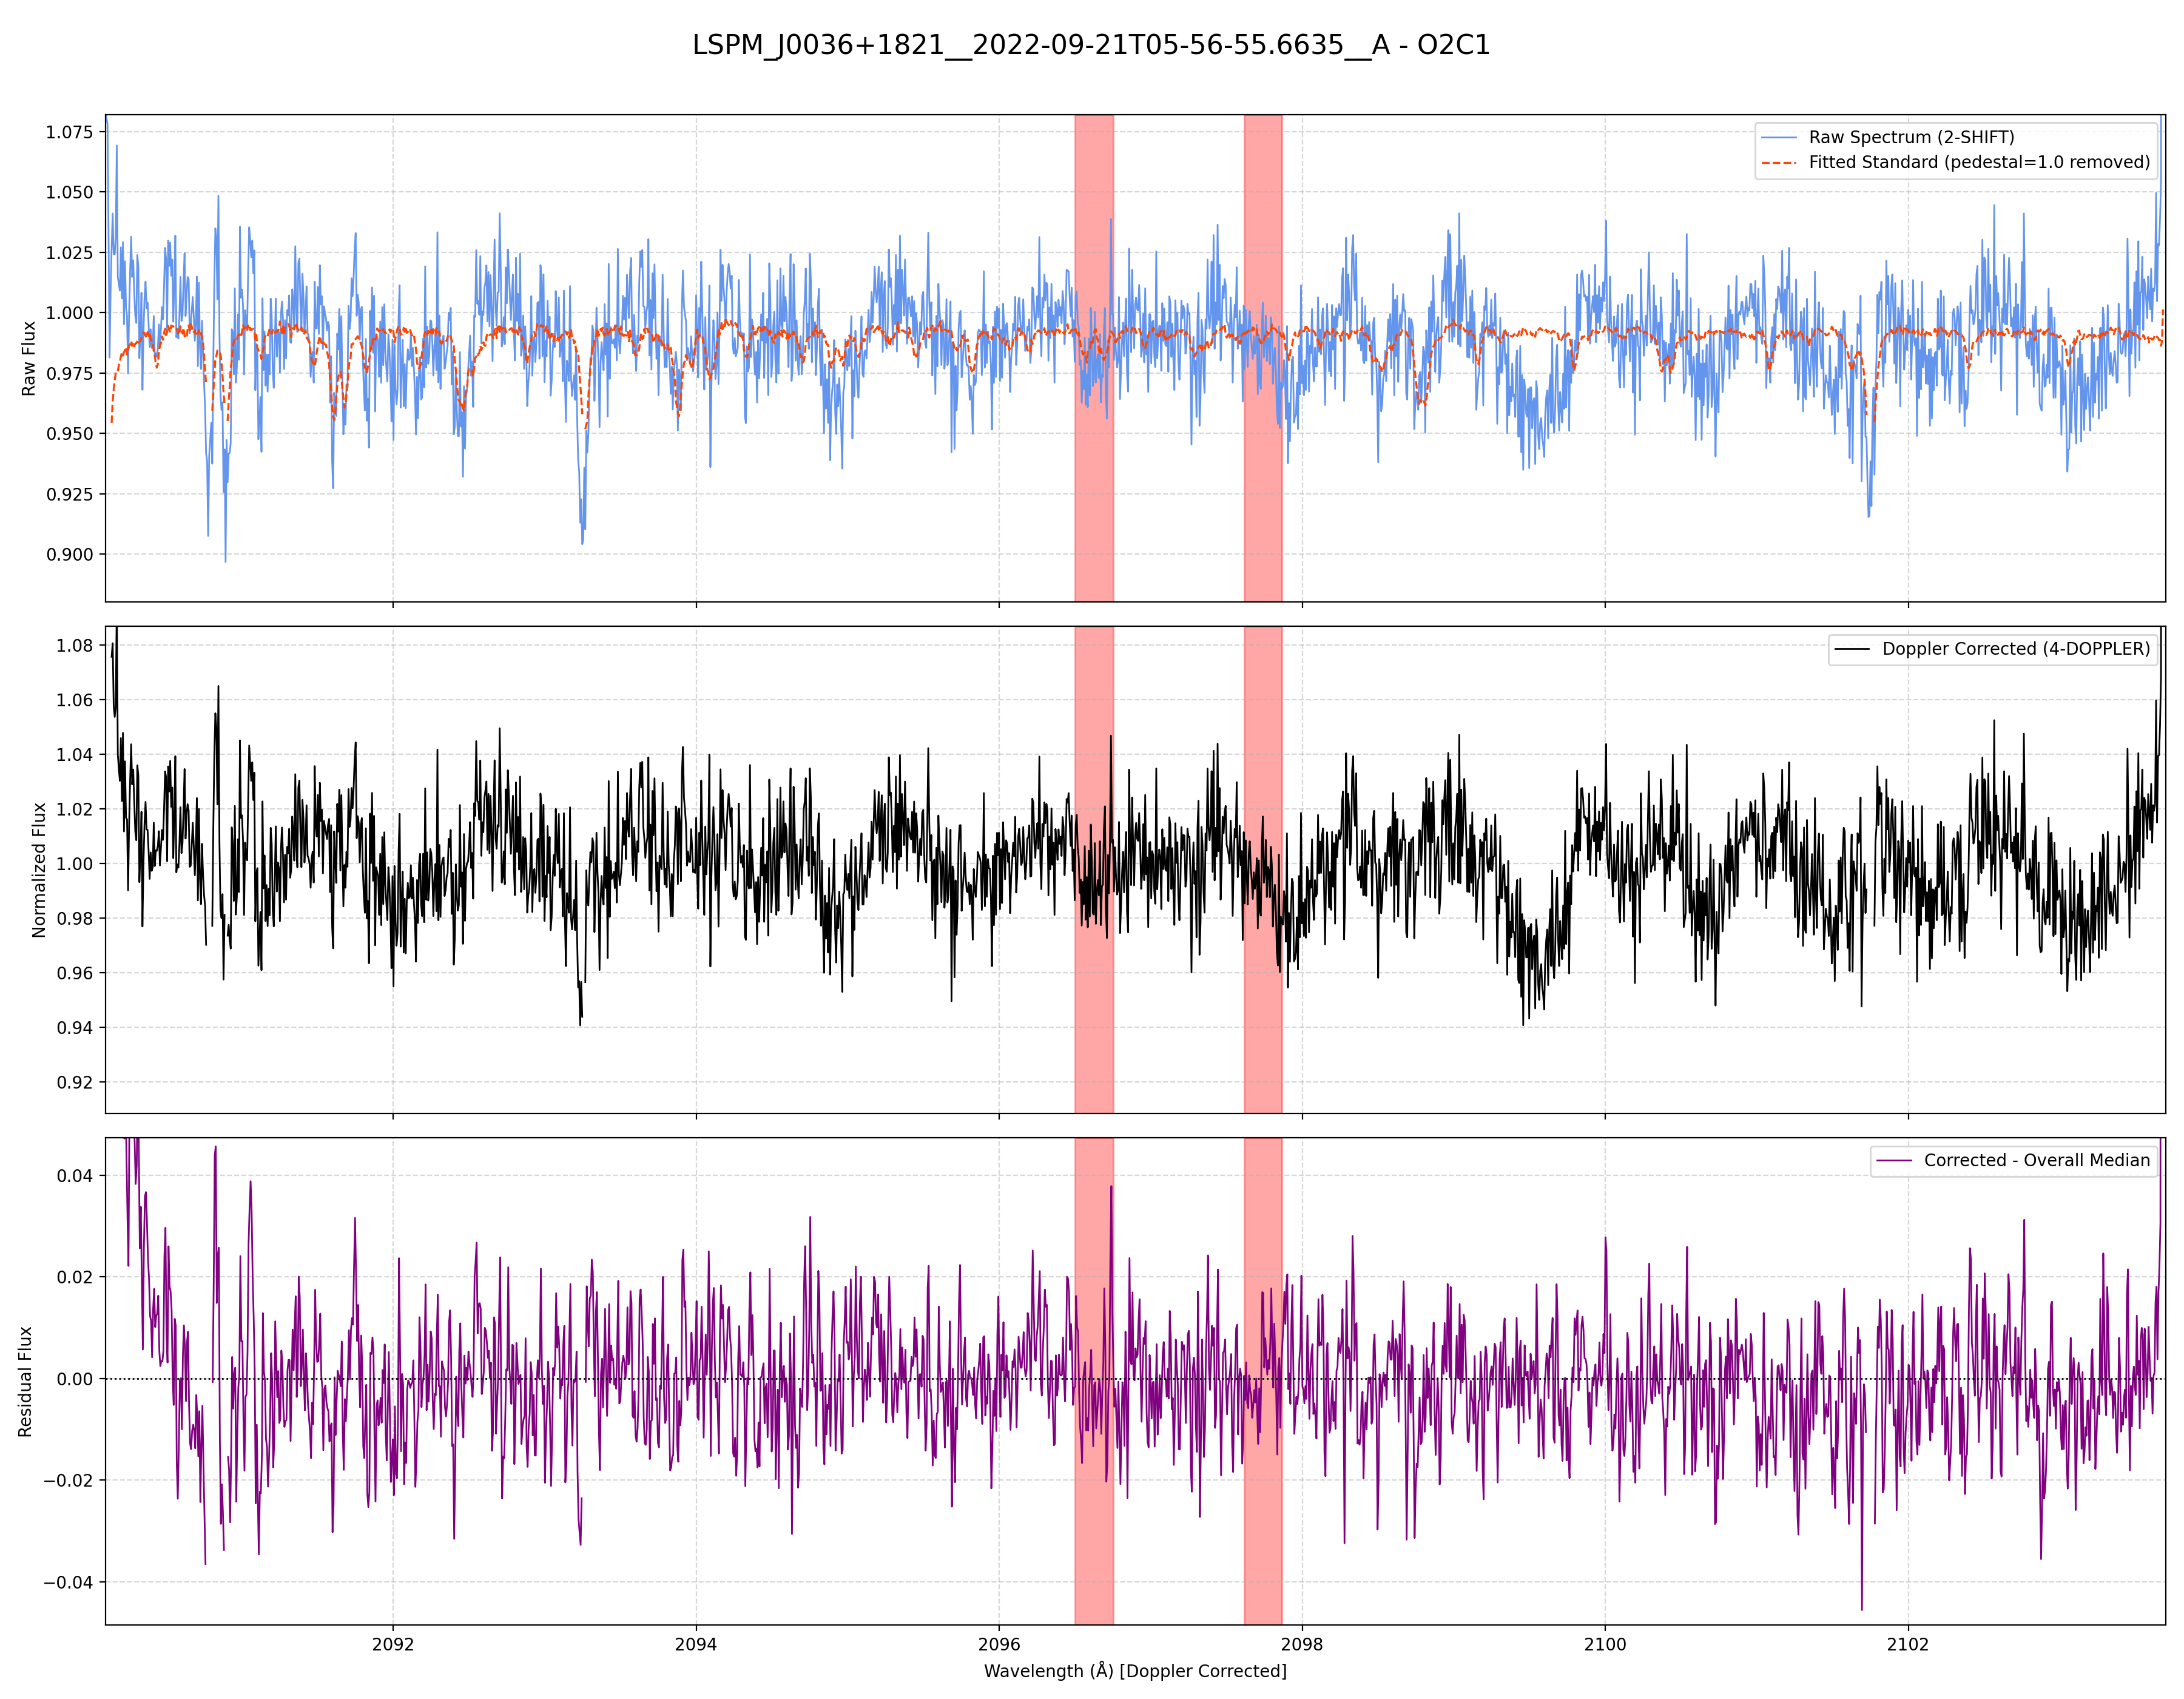 LSPM_J0036+1821__2022-09-21T05-56-55.6635__A - O2C1
Raw Flux
1.075
1.050
1.025
1.000
0.975
0.950
0.925
0.900
Raw Spectrum (2-SHIFT)
Fitted Standard (pedestal=1.0 removed)
Normalized Flux
1.08
1.06
1.04
1.02
1.00
0.98
0.96
0.94
0.92
Doppler Corrected (4-DOPPLER)
Residual Flux
0.04
0.02
0.00
−0.02
−0.04
Corrected - Overall Median
2092 2094 2096 2098 2100 2102
Wavelength (Å) [Doppler Corrected]